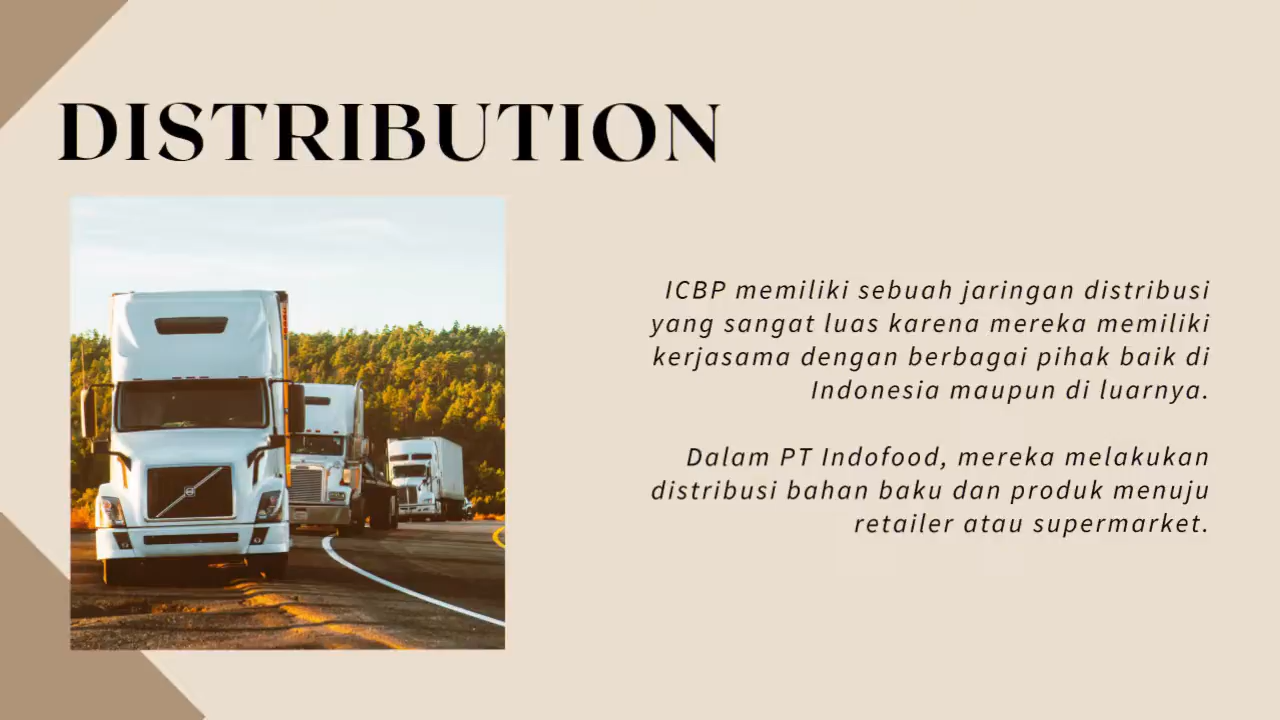 DISTRIBUTION
ICBP memiliki sebuah jaringan distribusi
yang sangat luas karena mereka memiliki
kerjasama dengan berbagai pihak baik di
Indonesia maupun di luarnya.
Dalam PT Indofood, mereka melakukan
distribusi bahan baku dan produk menuju
retailer atau supermarket.